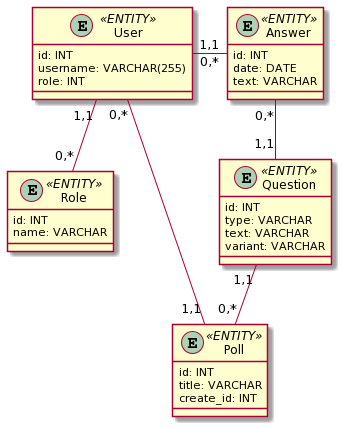 E «ENTITY»
User
id: INT
username: VARCHAR(255)
role: INT
1,1
0,*
E «ENTITY»
Answer
id: INT
date: DATE
text: VARCHAR
1,1
0,*
0,*
1,1
0,*
E «ENTITY»
Role
id: INT
name: VARCHAR
E «ENTITY»
Question
id: INT
type: VARCHAR
text: VARCHAR
variant: VARCHAR
1,1
1,1
0,*
E «ENTITY»
Poll
id: INT
title: VARCHAR
create_id: INT